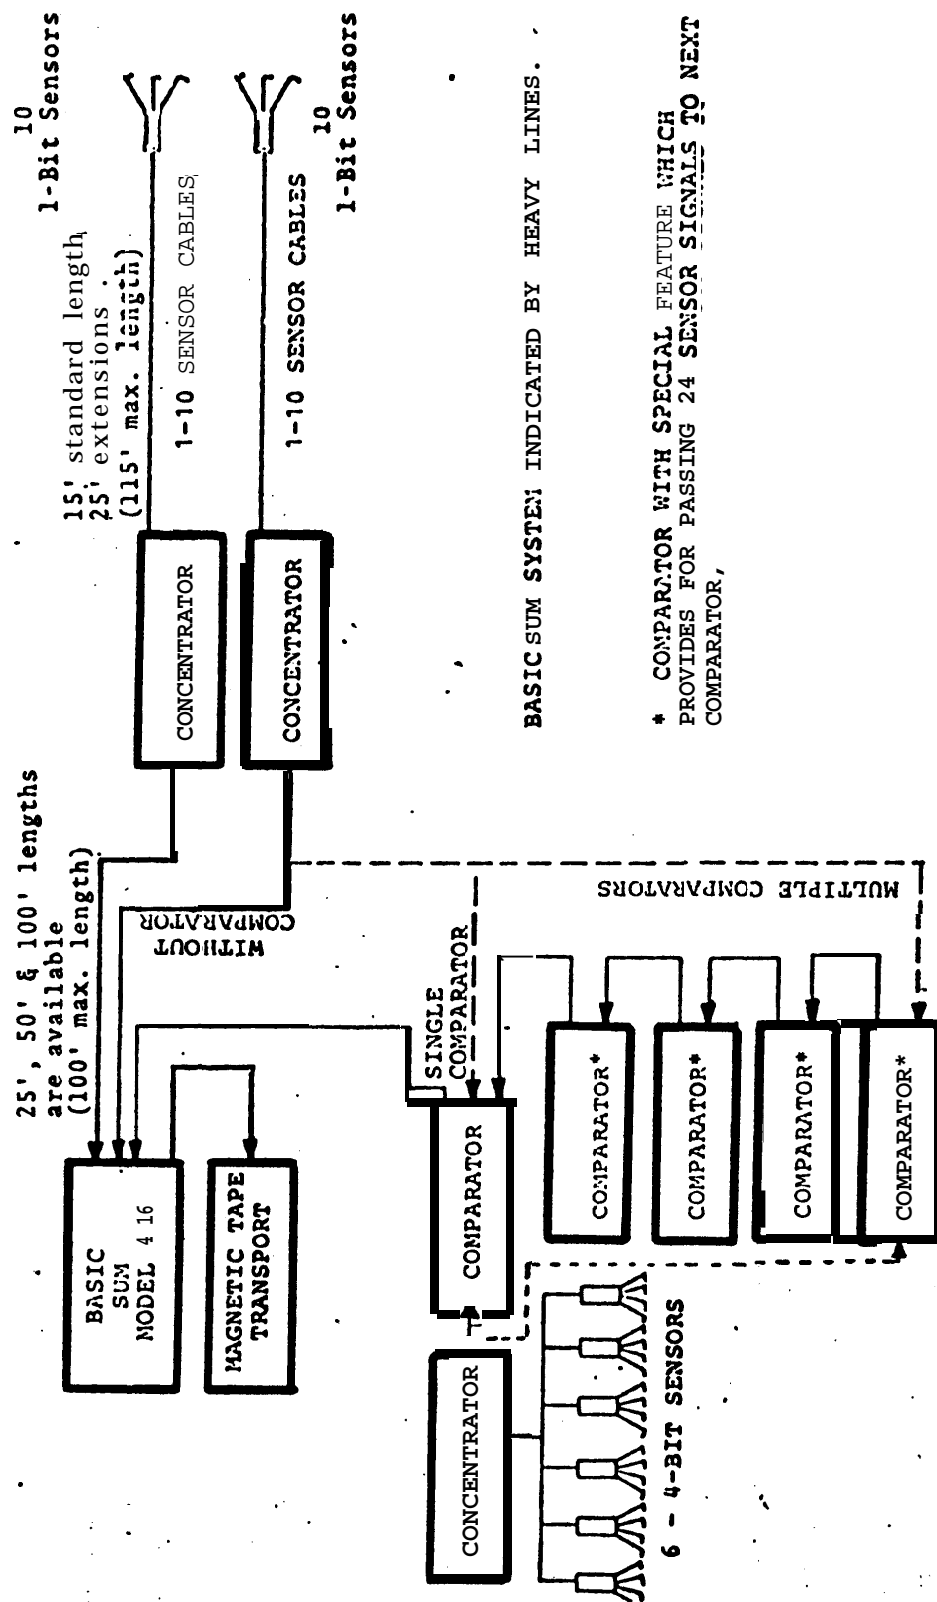 25', 50' & 100' lengths
are available
(100' max. length)
15' standard length
25' extensions
(115' max. length)
10
1-Bit Sensors
BASIC
SUM
MODEL 416
MAGNETIC TAPE
TRANSPORT
WITHOUT
COMPARATOR
CONCENTRATOR
1-10 SENSOR CABLES
CONCENTRATOR
1-10 SENSOR CABLES
10
1-Bit Sensors
SINGLE
COMPARATOR
CONCENTRATOR
COMPARATOR
MULTIPLE COMPARATORS
COMPARATOR*
COMPARATOR*
COMPARATOR*
COMPARATOR*
6 - 4-BIT SENSORS
BASIC SUM SYSTEM INDICATED BY HEAVY LINES.
* COMPARATOR WITH SPECIAL FEATURE WHICH
PROVIDES FOR PASSING 24 SENSOR SIGNALS TO NEXT
COMPARATOR,